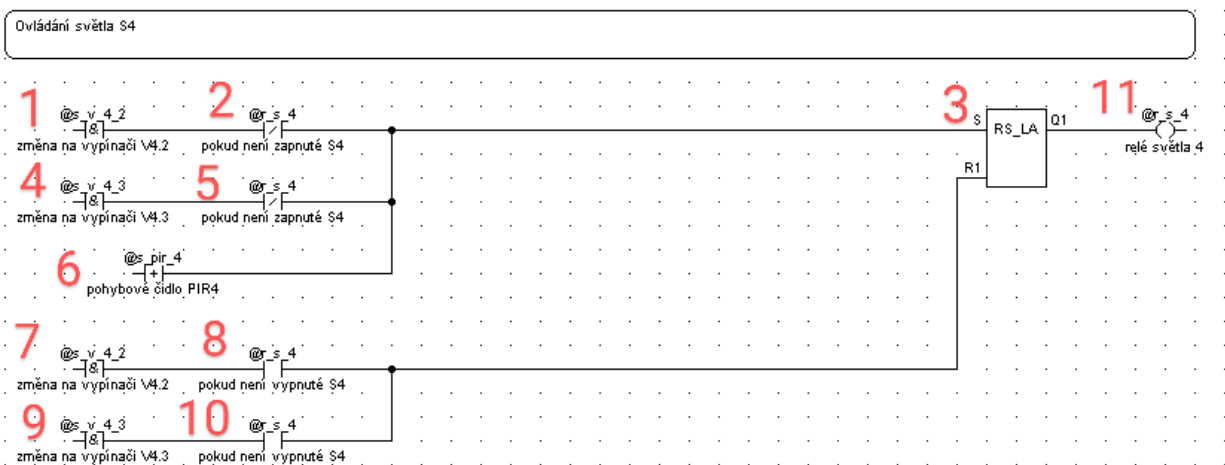 Ovládání světla S4
1 2 3 11
@s_v_4_2 @r_s_4 @r_s_4
& / S RS_LA Q1
změna na vypínači V4.2 pokud není zapnuté S4 relé světla 4
R1
4 5
@s_v_4_3 @r_s_4
& /
změna na vypínači V4.3 pokud není zapnuté S4
6
@s_pir_4
+
pohybové čidlo PIR4
7 8
@s_v_4_2 @r_s_4
&
změna na vypínači V4.2 pokud není vypnuté S4
9 10
@s_v_4_3 @r_s_4
&
změna na vypínači V4.3 pokud není vypnuté S4